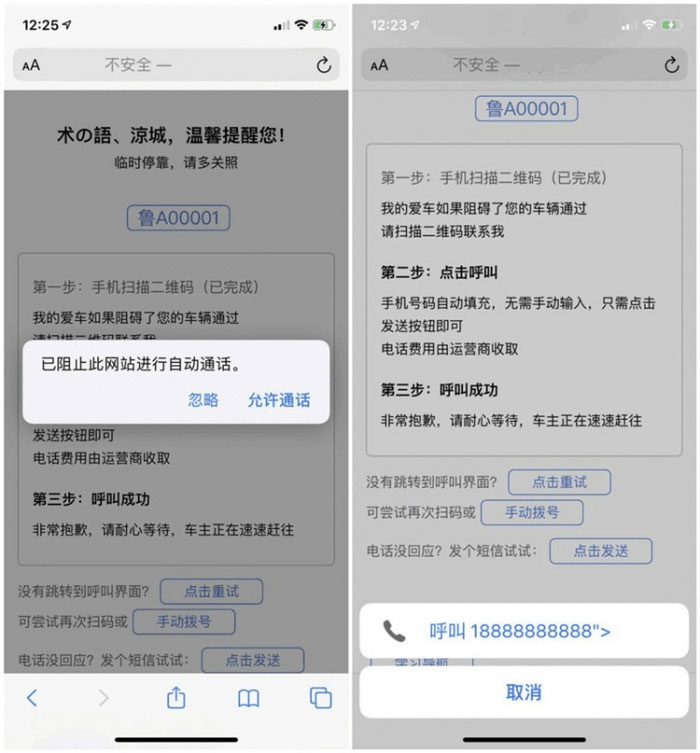 12:25
AA
不安全 —
术の語、涼城，温馨提醒您！
临时停靠，请多关照
鲁A00001
第一步：手机扫描二维码（已完成）
我的爱车如果阻碍了您的车辆通过
请扫描二维码联系我
已阻止此网站进行自动通话。
忽略
允许通话
发送按钮即可
电话费用由运营商收取
第三步：呼叫成功
非常抱歉，请耐心等待，车主正在速速赶往
没有跳转到呼叫界面？ 点击重试
可尝试再次扫码或 手动拨号
电话没回应？发个短信试试： 点击发送
12:23
AA
不安全 —
鲁A00001
第一步：手机扫描二维码（已完成）
我的爱车如果阻碍了您的车辆通过
请扫描二维码联系我
第二步：点击呼叫
手机号码自动填充，无需手动输入，只需点击
发送按钮即可
电话费用由运营商收取
第三步：呼叫成功
非常抱歉，请耐心等待，车主正在速速赶往
没有跳转到呼叫界面？ 点击重试
可尝试再次扫码或 手动拨号
电话没回应？发个短信试试： 点击发送
呼叫 18888888888">
学习导航
取消